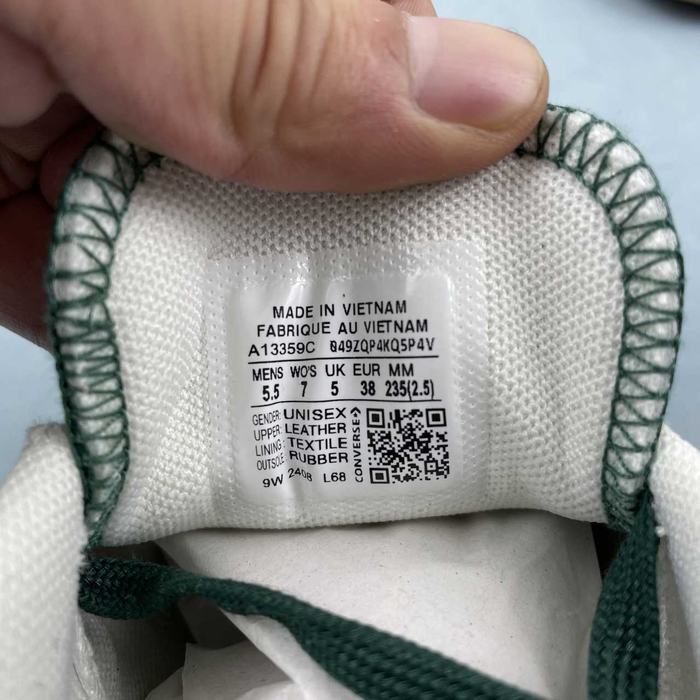 MADE IN VIETNAM
FABRIQUE AU VIETNAM
A13359C 049ZQP4KQ5P4V
MENS WO'S UK EUR MM
5.5 7 5 38 235(2.5)
GENDER: UNISEX
UPPER: LEATHER
LINING: TEXTILE
OUTSOLE: RUBBER
9W 2408 L68
CONVERSE